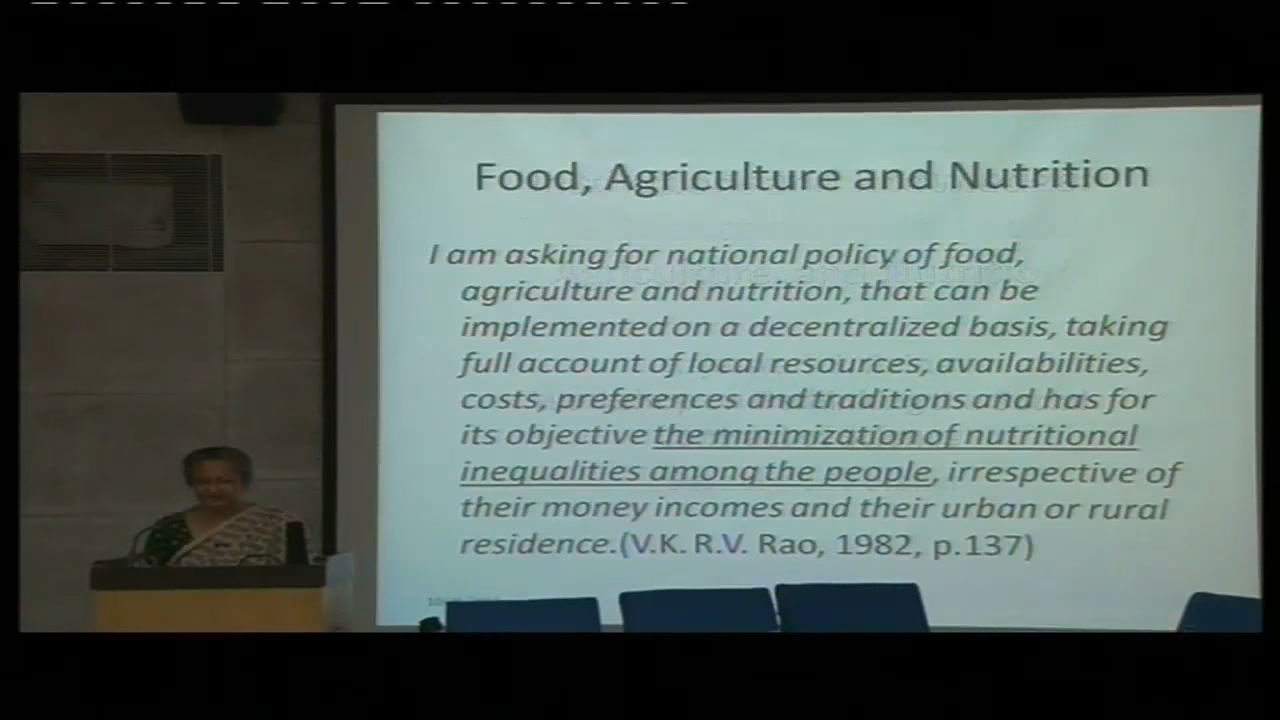 Food, Agriculture and Nutrition
I am asking for national policy of food,
agriculture and nutrition, that can be
implemented on a decentralized basis, taking
full account of local resources, availabilities,
costs, preferences and traditions and has for
its objective the minimization of nutritional
inequalities among the people, irrespective of
their money incomes and their urban or rural
residence.(V.K. R.V. Rao, 1982, p.137)